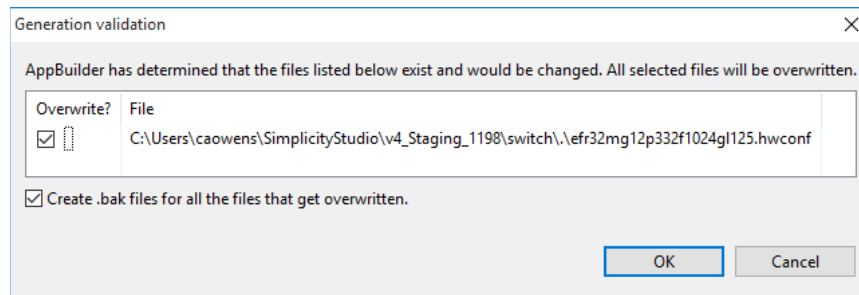 Generation validation
AppBuilder has determined that the files listed below exist and would be changed. All selected files will be overwritten.
Overwrite? File
C:\Users\caowens\SimplicityStudio\v4_Staging_1198\switch\.\efr32mg12p332f1024gl125.hwconf
Create .bak files for all the files that get overwritten.
OK Cancel